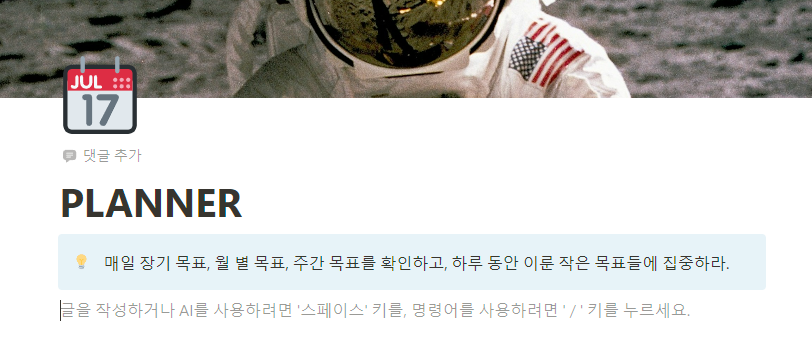 JUL
17
댓글 추가
PLANNER
매일 장기 목표, 월 별 목표, 주간 목표를 확인하고, 하루 동안 이룬 작은 목표들에 집중하라.
글을 작성하거나 AI를 사용하려면 '스페이스' 키를, 명령어를 사용하려면 ' / ' 키를 누르세요.